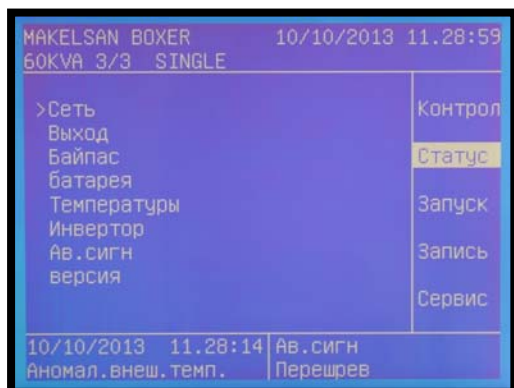 MAKELSAN BOXER 10/10/2013 11.28:59
60KVA 3/3 SINGLE
>Сеть
Выход
Байпас
батарея
Температуры
Инвертор
Ав.сигн
версия
Контрол
Статус
Запуск
Запись
Сервис
10/10/2013 11.28:14
Аномал.внеш.темп.
Ав.сигн
Перешрев